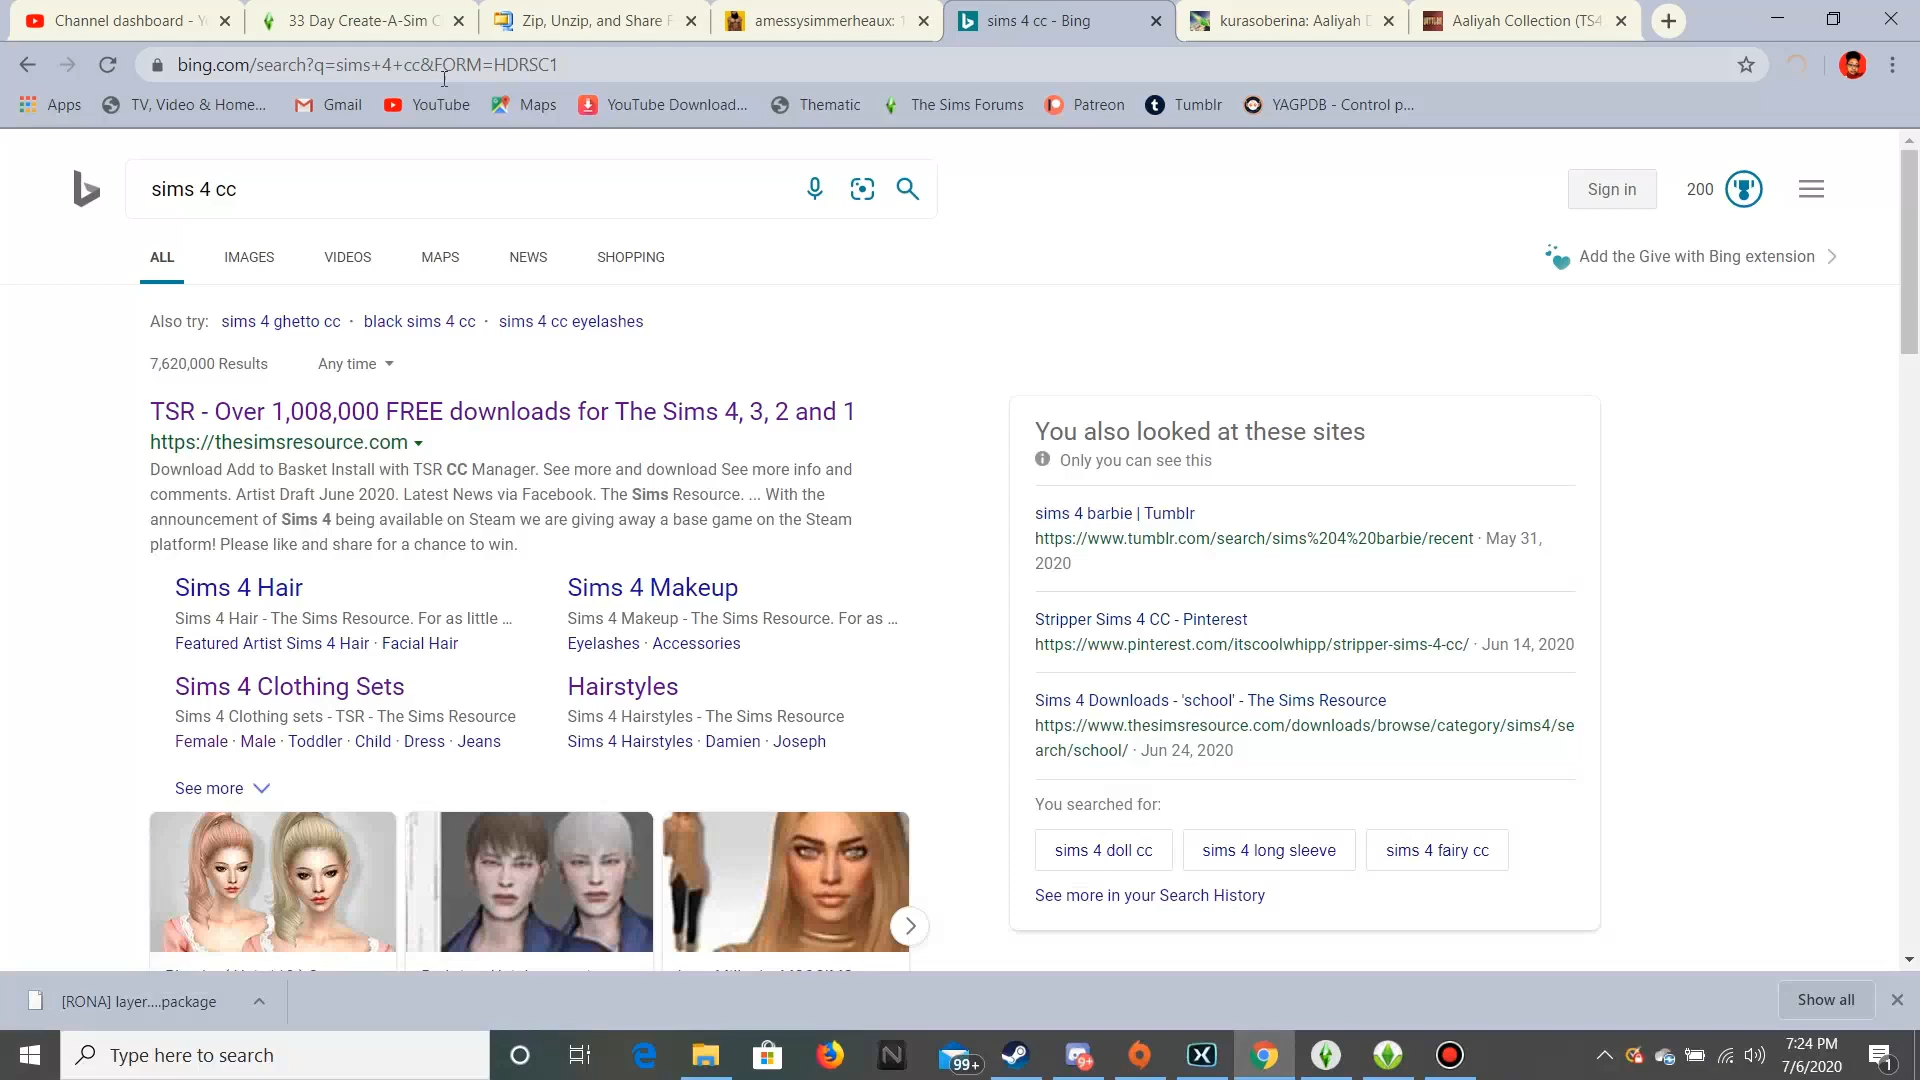 Channel dashboard - Y
33 Day Create-A-Sim C
Zip, Unzip, and Share F
amessysimmerheaux: 1
sims 4 cc - Bing
kurasoberina: Aaliyah D
Aaliyah Collection (TS4
bing.com/search?q=sims+4+cc&FORM=HDRSC1
Apps
TV, Video & Home...
Gmail
YouTube
Maps
YouTube Download...
Thematic
The Sims Forums
Patreon
Tumblr
YAGPDB - Control p...
sims 4 cc
Sign in
200
ALL
IMAGES
VIDEOS
MAPS
NEWS
SHOPPING
Add the Give with Bing extension
Also try: sims 4 ghetto cc · black sims 4 cc · sims 4 cc eyelashes
7,620,000 Results
Any time
TSR - Over 1,008,000 FREE downloads for The Sims 4, 3, 2 and 1
https://thesimsresource.com
Download Add to Basket Install with TSR CC Manager. See more and download See more info and
comments. Artist Draft June 2020. Latest News via Facebook. The Sims Resource. ... With the
announcement of Sims 4 being available on Steam we are giving away a base game on the Steam
platform! Please like and share for a chance to win.
Sims 4 Hair
Sims 4 Hair - The Sims Resource. For as little ...
Featured Artist Sims 4 Hair · Facial Hair
Sims 4 Makeup
Sims 4 Makeup - The Sims Resource. For as ...
Eyelashes · Accessories
Sims 4 Clothing Sets
Sims 4 Clothing sets - TSR - The Sims Resource
Female · Male · Toddler · Child · Dress · Jeans
Hairstyles
Sims 4 Hairstyles - The Sims Resource
Sims 4 Hairstyles · Damien · Joseph
See more
You also looked at these sites
Only you can see this
sims 4 barbie | Tumblr
https://www.tumblr.com/search/sims%204%20barbie/recent · May 31,
2020
Stripper Sims 4 CC - Pinterest
https://www.pinterest.com/itscoolwhipp/stripper-sims-4-cc/ · Jun 14, 2020
Sims 4 Downloads - 'school' - The Sims Resource
https://www.thesimsresource.com/downloads/browse/category/sims4/se
arch/school/ · Jun 24, 2020
You searched for:
sims 4 doll cc
sims 4 long sleeve
sims 4 fairy cc
See more in your Search History
[RONA] layer....package
Show all
Type here to search
99+
9+
7:24 PM
7/6/2020
1